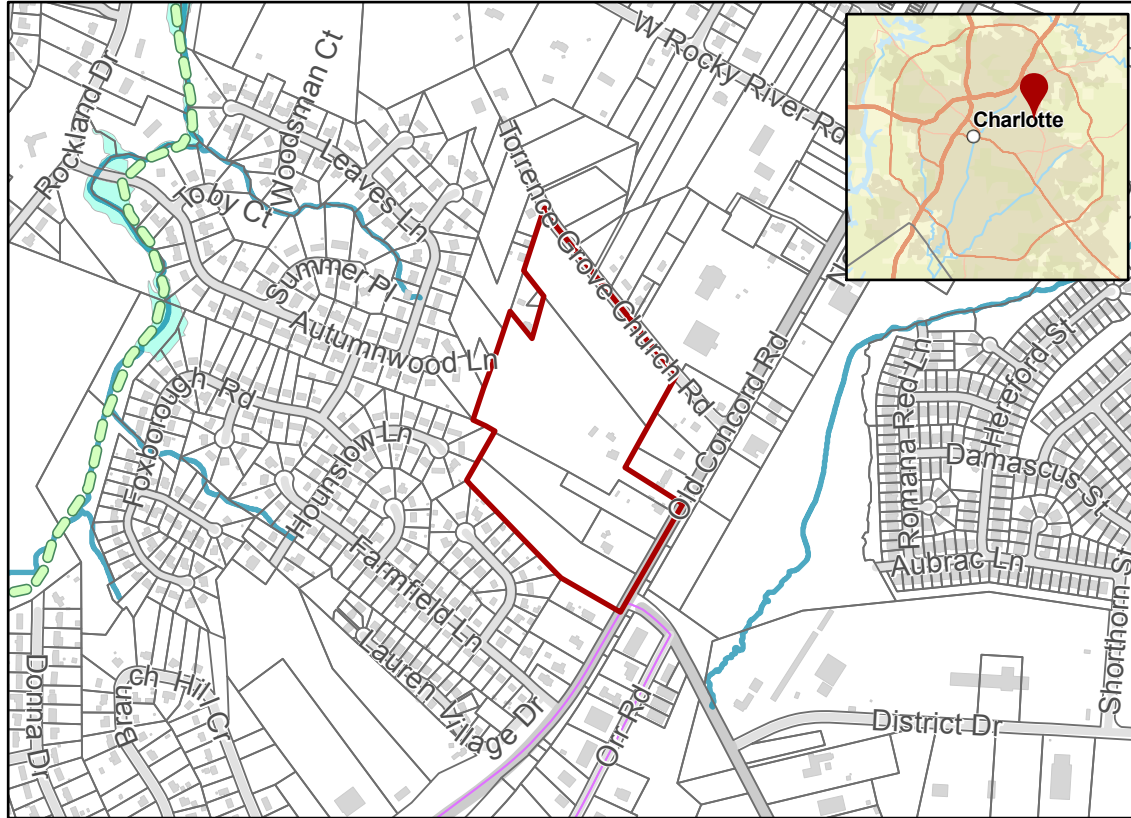 Rockland Dr
Woodsman Ct
Leaves Ln
Toby Ct
Summer Pl
Autumnwood Ln
Torrence Grove Church Rd
W Rocky River Rd
Charlotte
N
Old Concord Rd
Foxborough Rd
Hounslow Ln
Farmfield Ln
Lauren Village Dr
Donna Dr
Branch Hill Cr
Orr Rd
District Dr
Romana Red Ln
Hereford St
Damascus St
Aubrac Ln
Shorthorn St